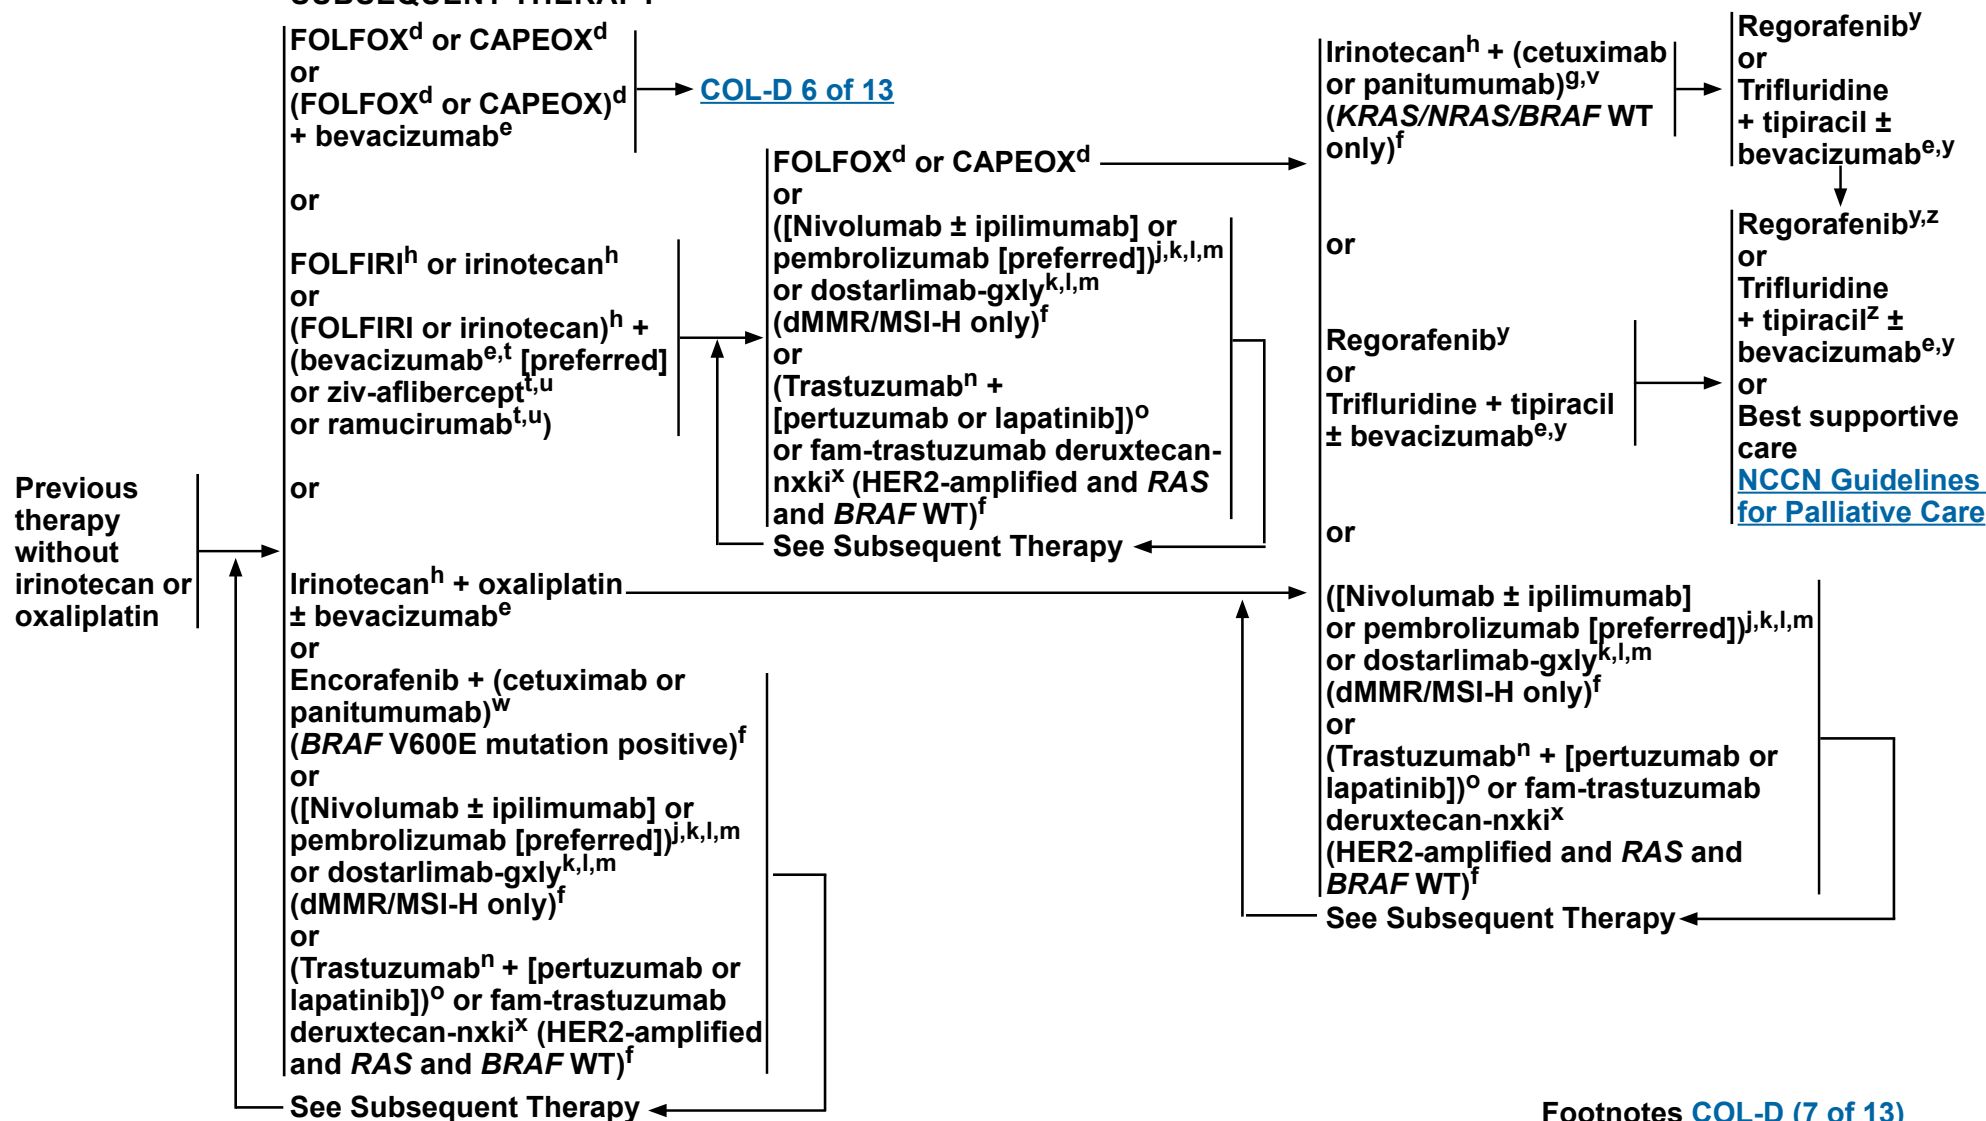 SUBSEQUENT THERAPY
Previous
therapy
without
irinotecan or
oxaliplatin
FOLFOXd or CAPEOXd
or
(FOLFOXd or CAPEOX)d
+ bevacizumabe
COL-D 6 of 13
or
FOLFIRIh or irinotecanh
or
(FOLFIRI or irinotecan)h +
(bevacizumabe,t [preferred]
or ziv-afliberceptt,u
or ramucirumabt,u)
or
Irinotecanh + oxaliplatin
± bevacizumabe
or
Encorafenib + (cetuximab or
panitumumab)w
(BRAF V600E mutation positive)f
or
([Nivolumab ± ipilimumab] or
pembrolizumab [preferred])j,k,l,m
or dostarlimab-gxlyk,l,m
(dMMR/MSI-H only)f
or
(Trastuzumabn + [pertuzumab or
lapatinib])o or fam-trastuzumab
deruxtecan-nxkix (HER2-amplified
and RAS and BRAF WT)f
See Subsequent Therapy
FOLFOXd or CAPEOXd
or
([Nivolumab ± ipilimumab] or
pembrolizumab [preferred])j,k,l,m
or dostarlimab-gxlyk,l,m
(dMMR/MSI-H only)f
or
(Trastuzumabn +
[pertuzumab or lapatinib])o
or fam-trastuzumab deruxtecan-
nxkix (HER2-amplified and RAS
and BRAF WT)f
See Subsequent Therapy
Irinotecanh + (cetuximab
or panitumumab)g,v
(KRAS/NRAS/BRAF WT
only)f
or
Regorafeniby
or
Trifluridine + tipiracil
± bevacizumabe,y
or
([Nivolumab ± ipilimumab]
or pembrolizumab [preferred])j,k,l,m
or dostarlimab-gxlyk,l,m
(dMMR/MSI-H only)f
or
(Trastuzumabn + [pertuzumab or
lapatinib])o or fam-trastuzumab
deruxtecan-nxkix
(HER2-amplified and RAS and
BRAF WT)f
See Subsequent Therapy
Regorafeniby
or
Trifluridine
+ tipiracil ±
bevacizumabe,y
Regorafeniby,z
or
Trifluridine
+ tipiracilz ±
bevacizumabe,y
or
Best supportive
care
NCCN Guidelines
for Palliative Care
Footnotes COL-D (7 of 13)